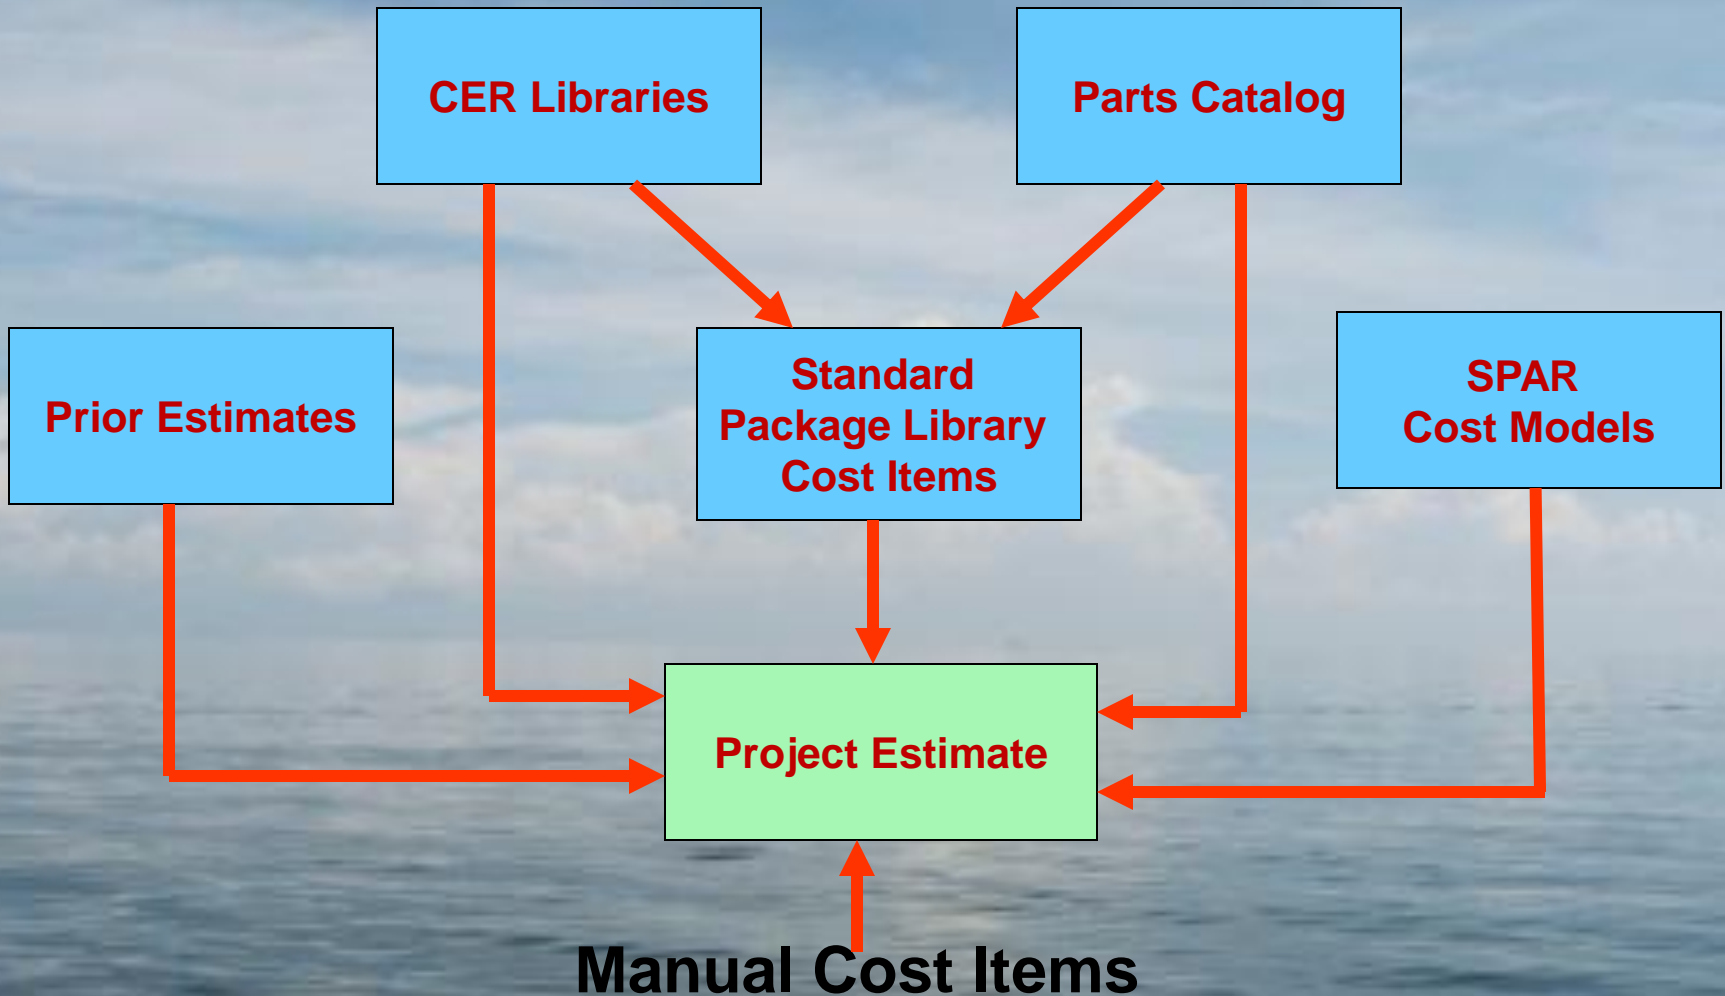 CER Libraries
Parts Catalog
Prior Estimates
Standard
Package Library
Cost Items
SPAR
Cost Models
Project Estimate
Manual Cost Items